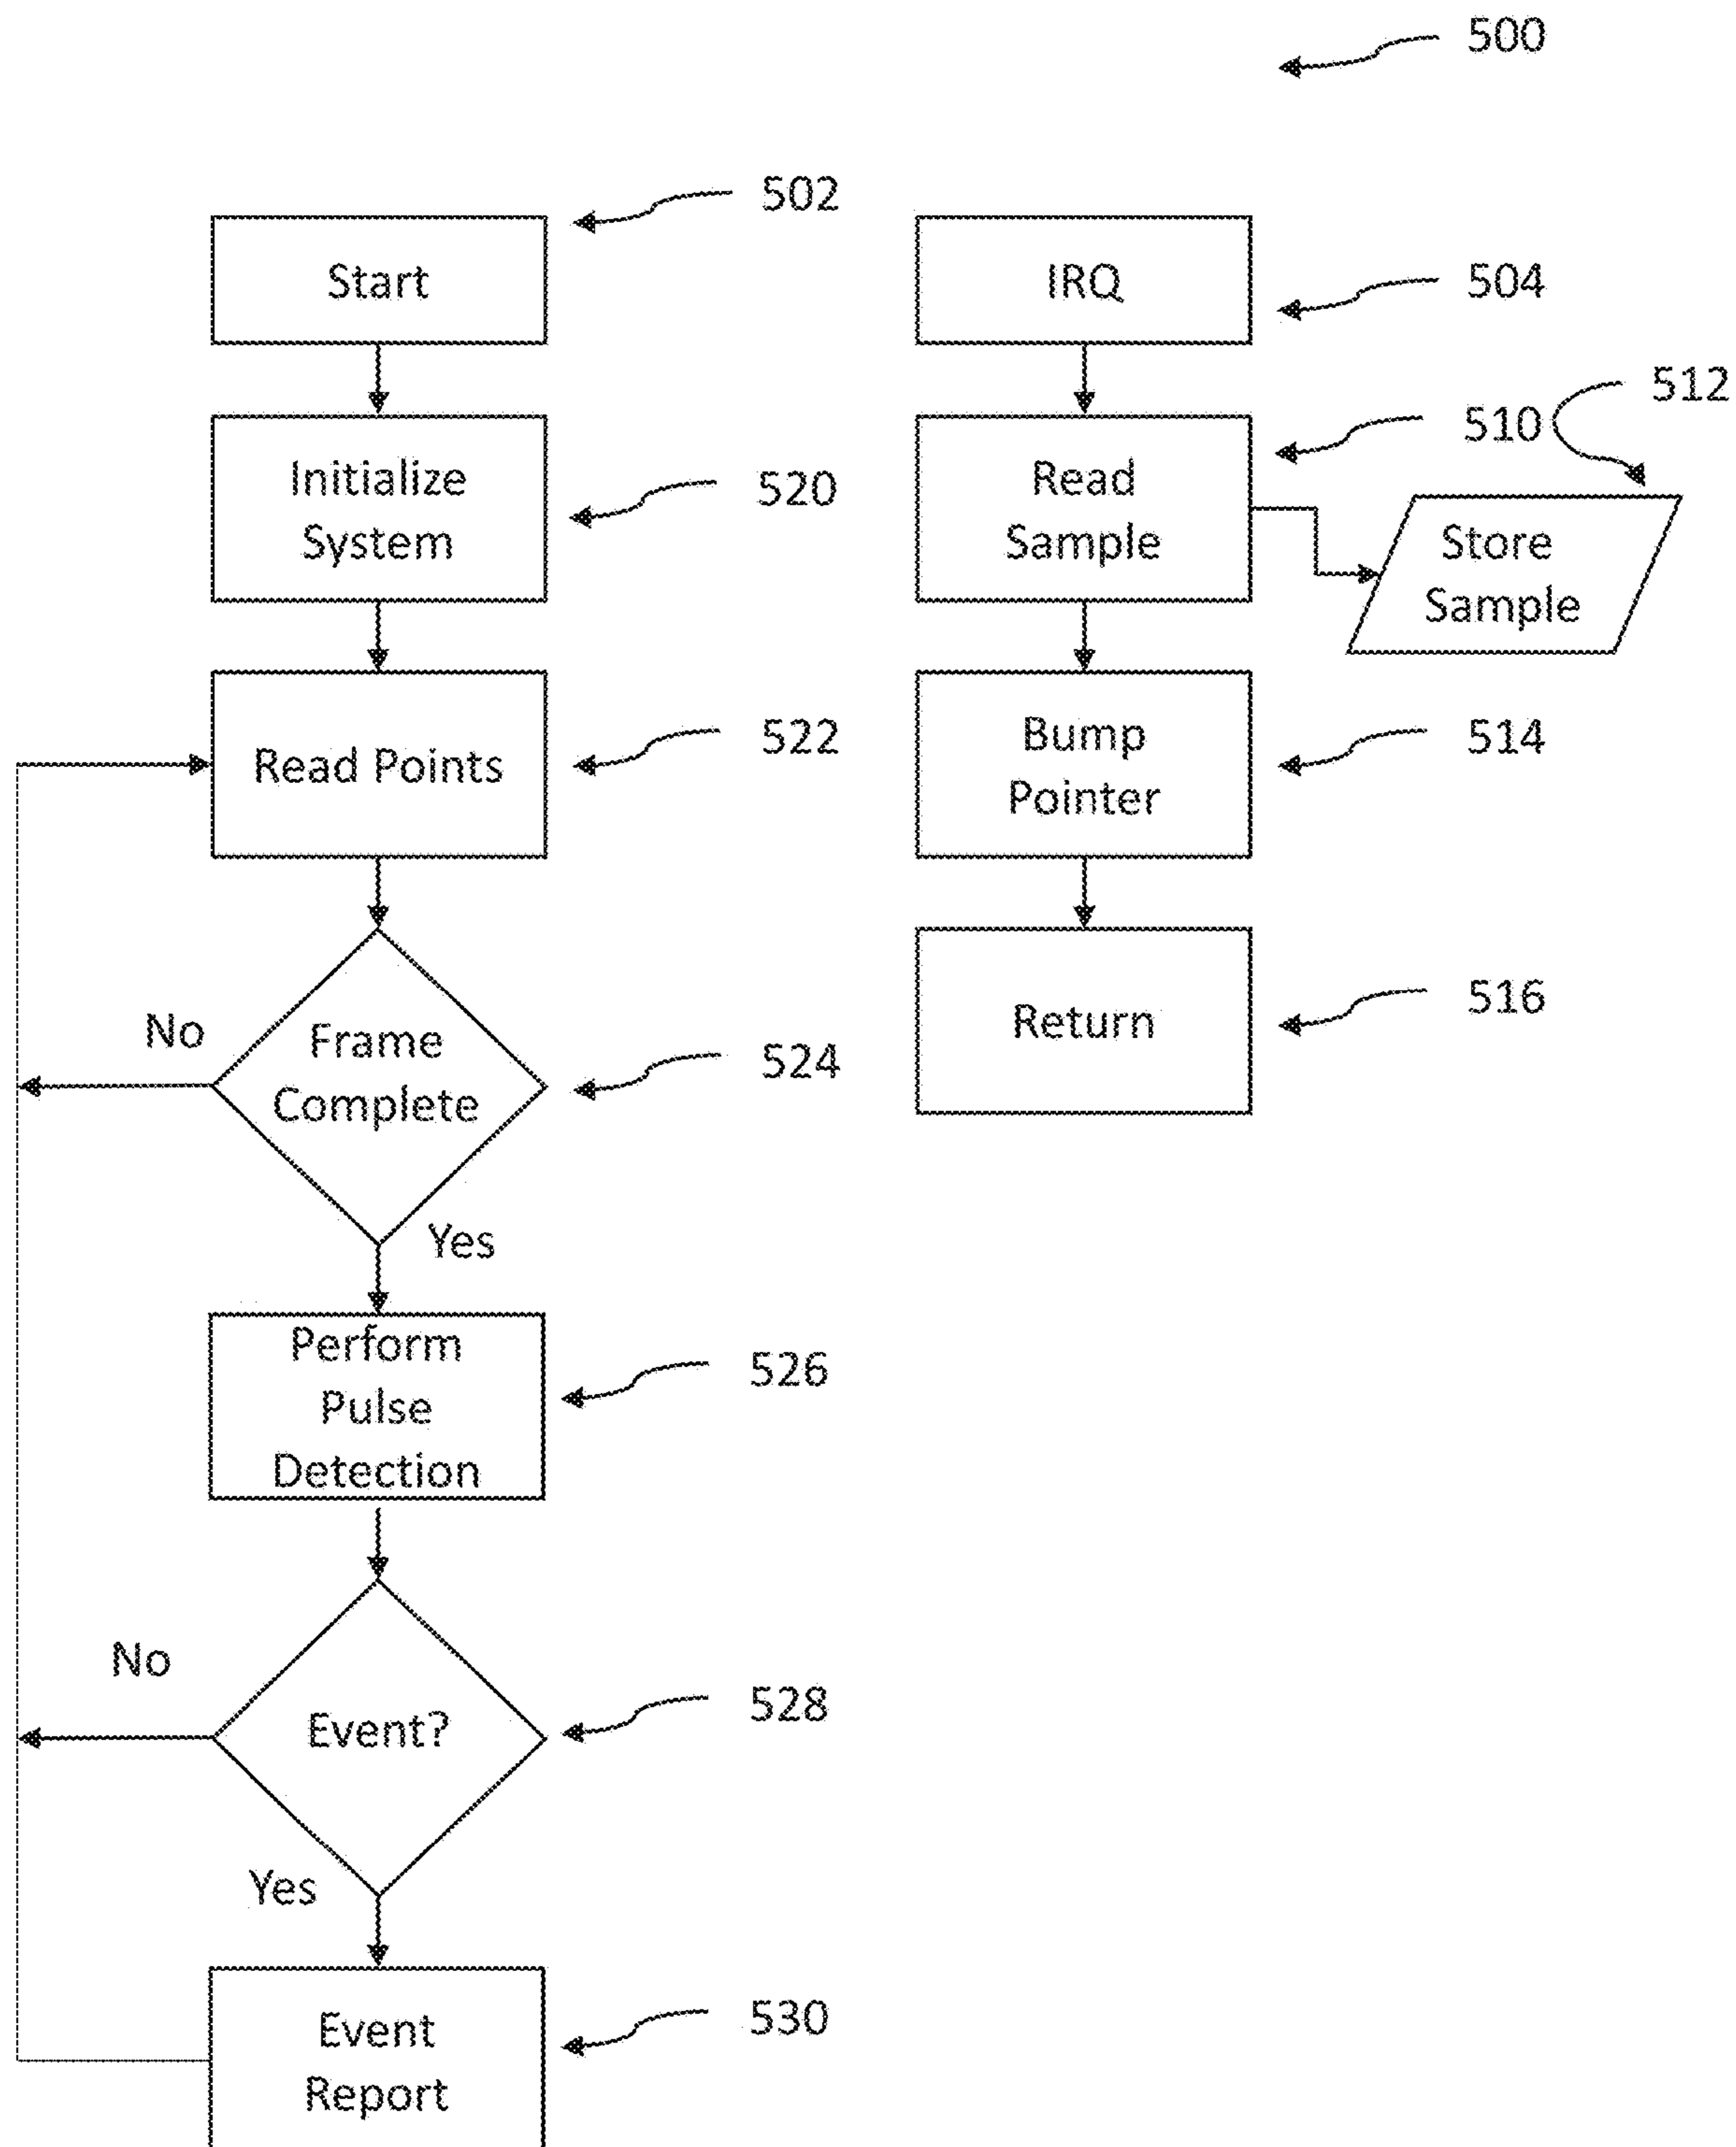 500
502
Start
IRQ
504
512
510
Initialize
System
520
Read
Sample
Store
Sample
Read Points
522
Bump
Pointer
514
No
Frame
Complete
524
Return
516
Yes
Perform
Pulse
Detection
526
No
Event?
528
Yes
Event
Report
530